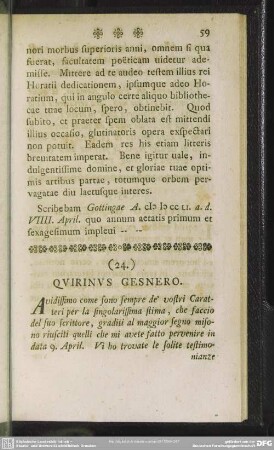 59
nori morbus superioris anni, omnem si qua
fuerat, facultatem poëticam uidetur ade-
misse. Mittere ad te audeo testem illius rei
Horatii dedicationem, ipsumque adeo Ho-
ratium, qui in angulo certe aliquo bibliothe-
cae tuae locum, spero, obtinebit. Quod
subito, et praeter spem oblata est mittendi
illius occasio, glutinatoris opera exspectari
non potuit. Eadem res his etiam litteris
breuitatem imperat. Bene igitur uale, in-
dulgentissime domine, et gloriae tuae opti-
mis artibus partae, totumque orbem per-
vagatae diu laetusque interes.
Scribebam Gottingae A. cIɔ Iɔ cc LI. a. d.
VIIII. April. quo annum aetatis primum et
sexagesimum impleui -- --
(24.)
QVIRINVS GESNERO.
Avidissimo come sono sempre de' vostri Carat-
teri per la singolarissima stima, che faccio
del suo scrittore, graditi al maggior segno miso-
no riusciti quelli che mi avete fatto pervenire in
data 9. April. Vi ho trovate le solite testimo-
nianze